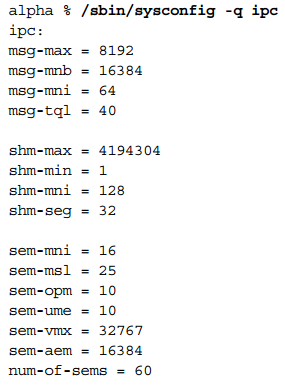 alpha % /sbin/sysconfig -q ipc
ipc:
msg-max = 8192
msg-mnb = 16384
msg-mni = 64
msg-tql = 40
shm-max = 4194304
shm-min = 1
shm-mni = 128
shm-seg = 32
sem-mni = 16
sem-msl = 25
sem-opm = 10
sem-ume = 10
sem-vmx = 32767
sem-aem = 16384
num-of-sems = 60